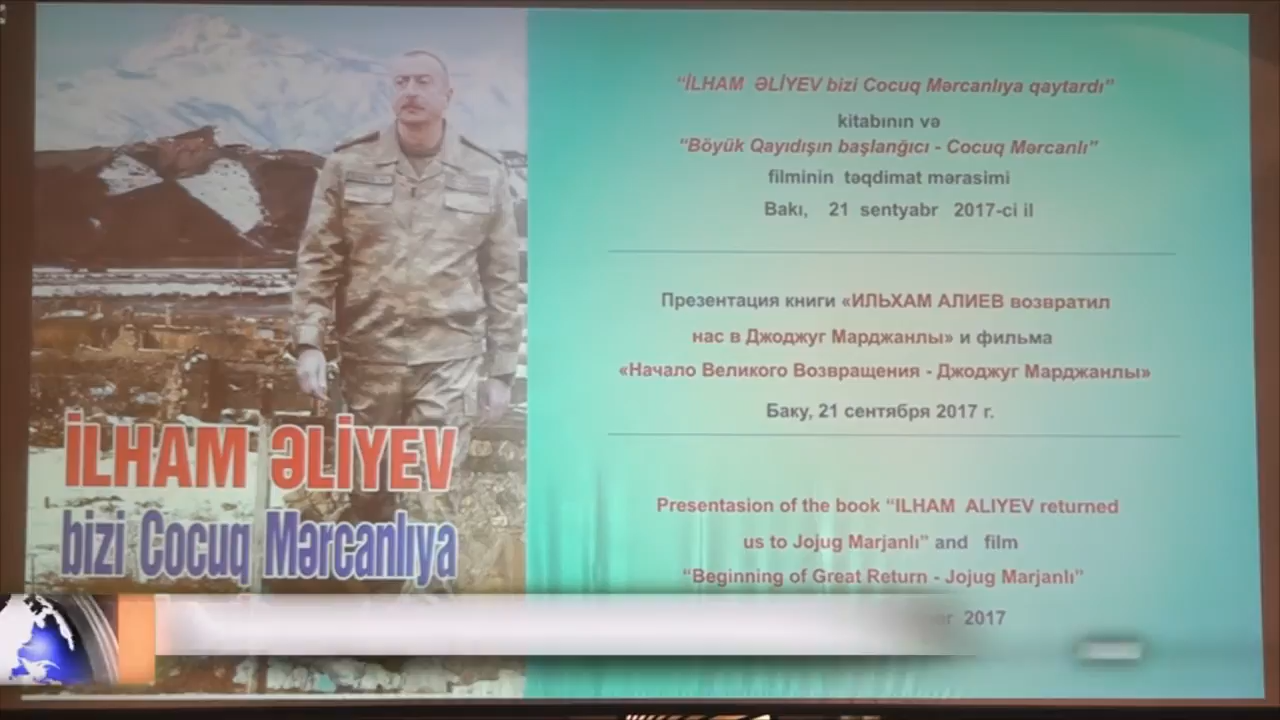 İLHAM ƏLİYEV
bizi Cocuq Mərcanlıya
“İLHAM ƏLİYEV bizi Cocuq Mərcanlıya qaytardı”
kitabının və
“Böyük Qayıdışın başlanğıcı - Cocuq Mərcanlı”
filminin təqdimat mərasimi
Bakı, 21 sentyabr 2017-ci il
Презентация книги «ИЛЬХАМ АЛИЕВ возвратил
нас в Джоджуг Марджанлы» и фильма
«Начало Великого Возвращения - Джоджуг Марджанлы»
Баку, 21 сентября 2017 г.
Presentasion of the book “ILHAM ALIYEV returned
us to Jojug Marjanlı” and film
“Beginning of Great Return - Jojug Marjanlı”
2017